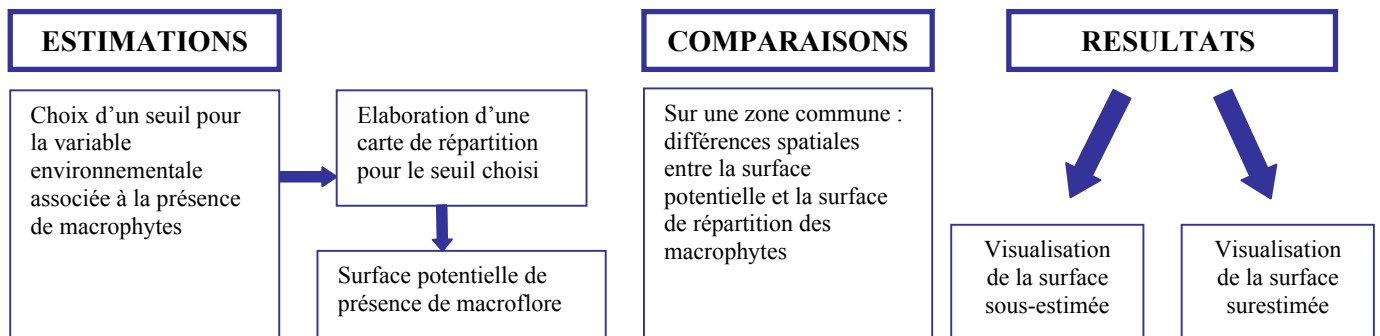 ESTIMATIONS
Choix d'un seuil pour
la variable
environnementale
associée à la présence
de macrophytes
Elaboration d'une
carte de répartition
pour le seuil choisi
Surface potentielle de
présence de macroflore
COMPARAISONS
Sur une zone commune :
différences spatiales
entre la surface
potentielle et la surface
de répartition des
macrophytes
RESULTATS
Visualisation
de la surface
sous-estimée
Visualisation
de la surface
surestimée